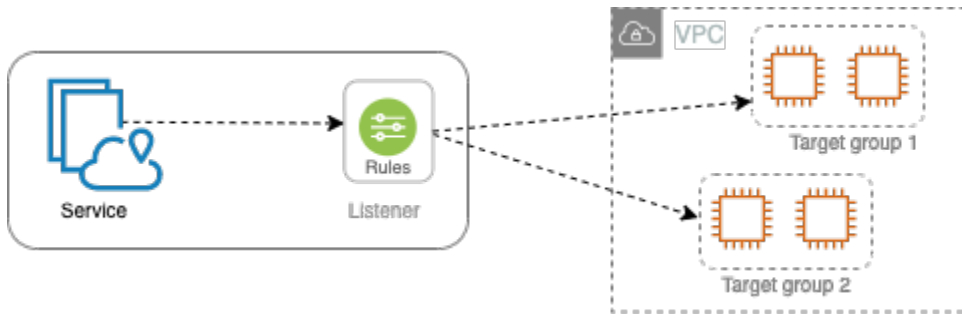 VPC
Rules
Service
Listener
Target group 1
Target group 2